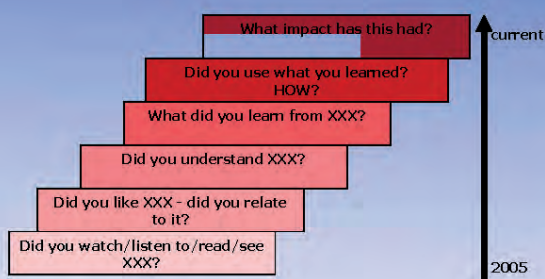 What impact has this had?
current
Did you use what you learned?
HOW?
What did you learn from XXX?
Did you understand XXX?
Did you like XXX - did you relate
to it?
Did you watch/listen to/read/see
XXX?
2005